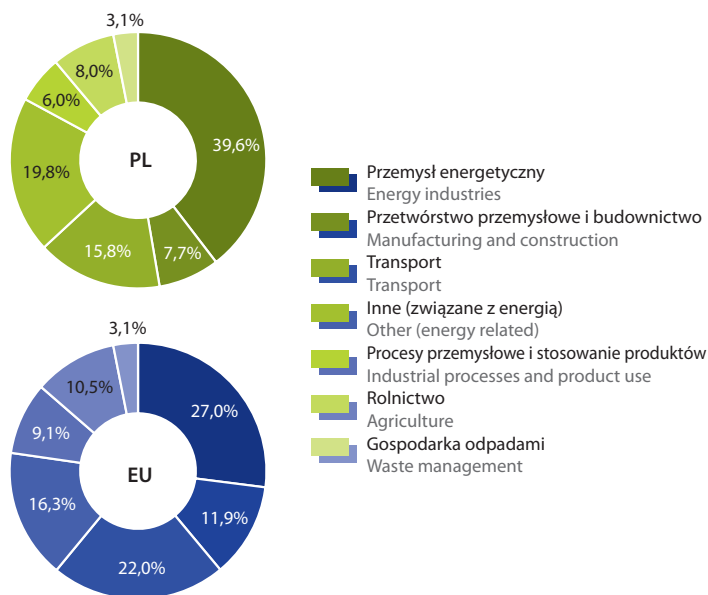 3,1%
8,0%
6,0%
39,6%
PL
19,8%
15,8%
7,7%
3,1%
10,5%
27,0%
9,1%
EU
16,3%
11,9%
22,0%
Przemysł energetyczny
Energy industries
Przetwórstwo przemysłowe i budownictwo
Manufacturing and construction
Transport
Transport
Inne (związane z energią)
Other (energy related)
Procesy przemysłowe i stosowanie produktów
Industrial processes and product use
Rolnictwo
Agriculture
Gospodarka odpadami
Waste management